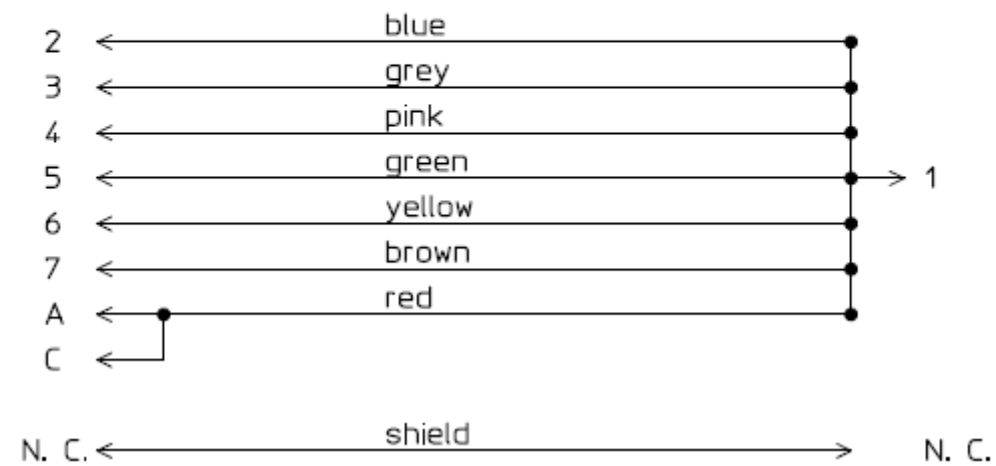 2 blue
3 grey
4 pink
5 green 1
6 yellow
7 brown
A red
C
N. C. shield N. C.